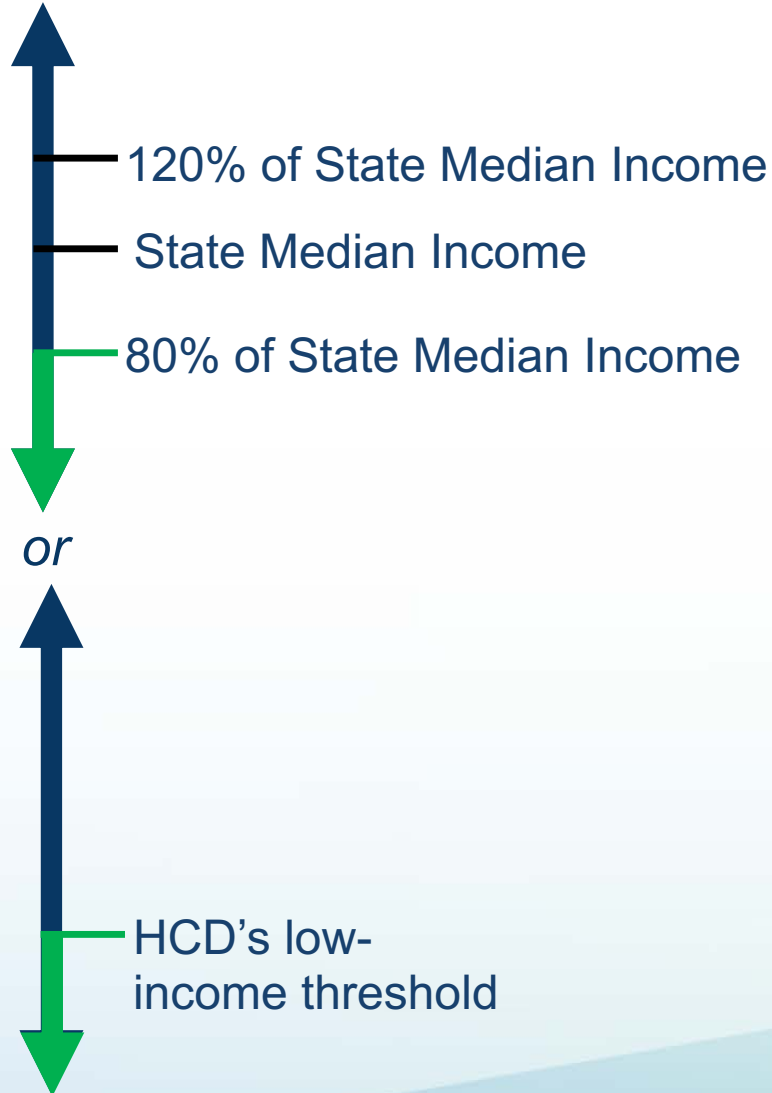 120% of State Median Income
State Median Income
80% of State Median Income
or
HCD’s low-
income threshold